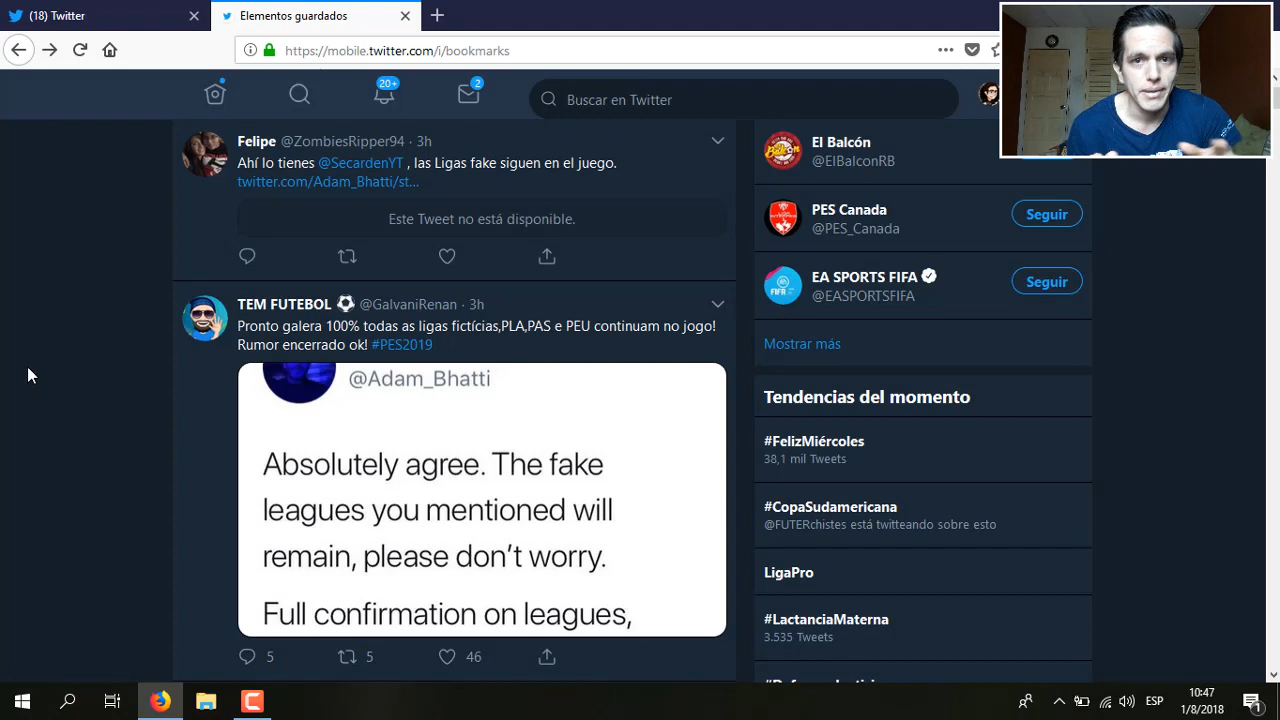 (18) Twitter
Elementos guardados
https://mobile.twitter.com/i/bookmarks
20+
2
Buscar en Twitter
Felipe @ZombiesRipper94 · 3h
Ahí lo tienes @SecardenYT , las Ligas fake siguen en el juego.
twitter.com/Adam_Bhatti/st...
Este Tweet no está disponible.
TEM FUTEBOL @GalvaniRenan · 3h
Pronto galera 100% todas as ligas fictícias,PLA,PAS e PEU continuam no jogo!
Rumor encerrado ok! #PES2019
@Adam_Bhatti
Absolutely agree. The fake
leagues you mentioned will
remain, please don't worry.
Full confirmation on leagues,
5
5
46
El Balcón
@ElBalconRB
PES Canada
@PES_Canada
Seguir
EA SPORTS FIFA
@EASPORTSFIFA
Seguir
Mostrar más
Tendencias del momento
#FelizMiércoles
38,1 mil Tweets
#CopaSudamericana
@FUTERchistes está twitteando sobre esto
LigaPro
#LactanciaMaterna
3.535 Tweets
ESP
10:47
1/8/2018
1